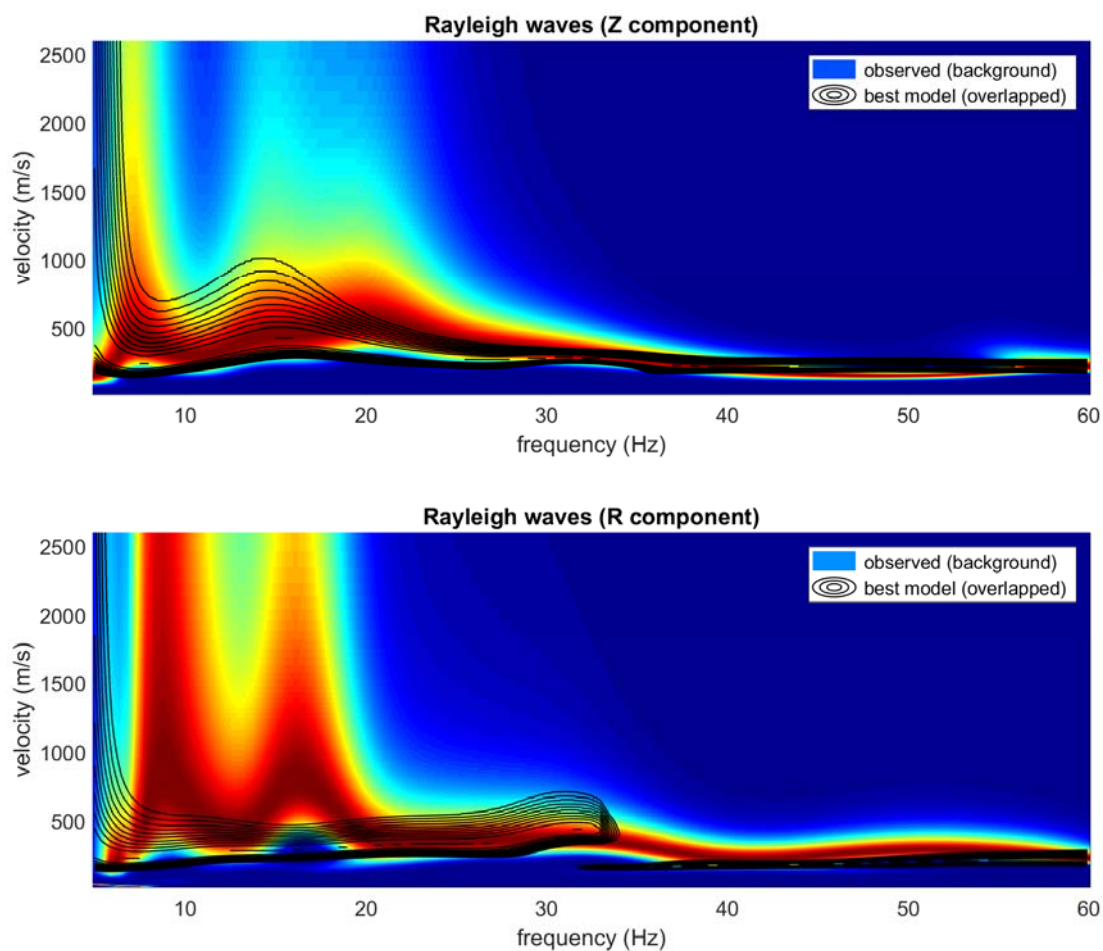 Rayleigh waves (Z component)
2500
2000
1500
1000
500
velocity (m/s)
observed (background)
best model (overlapped)
10 20 30 40 50 60
frequency (Hz)
Rayleigh waves (R component)
2500
2000
1500
1000
500
velocity (m/s)
observed (background)
best model (overlapped)
10 20 30 40 50 60
frequency (Hz)